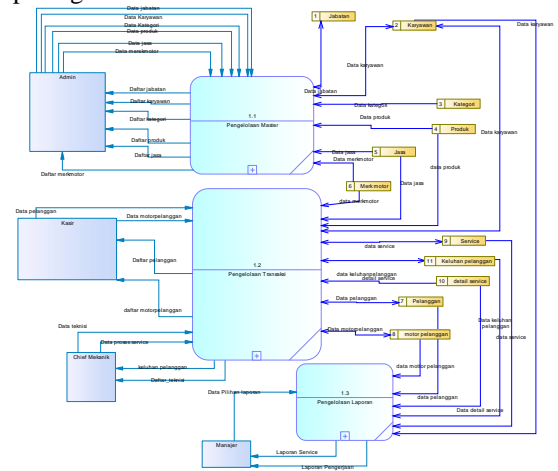 Data jabatan
Data Karyawan
Data Kategori
Data produk
Data jasa
Data merekmotor
Admin
Daftar jabatan
Daftar karyawan
Daftar kategori
Daftar produk
Daftar jasa
Daftar merkmotor
1.1
Pengelolaan Master
1 Jabatan
2 Karyawan
Data karyawan
Data jabatan
3 Kategori
Data kategori
Data produk
4 Produk
Data karyawan
Data jasa
5 Jasa
Data merkmotor
data produk
Data jasa
6 Merkmotor
data merkmotor
Data pelanggan
Data motorpelanggan
Kasir
Daftar pelanggan
daftar motorpelanggan
1.2
Pengelolaan Transaksi
9 Service
data service
11 Keluhan pelanggan
data keluhanpelanggan
detail service
10 detail service
Data pelanggan
7 Pelanggan
Data motorpelanggan
8 motor pelanggan
Data keluhan
pelanggan
data service
Data teknisi
Data proses service
Chief Mekanik
keluhan pelanggan
Daftar_teknisi
data motor pelanggan
data pelanggan
Data detail service
1.3
Pengelolaan Laporan
Data Pilihan laporan
Manajer
Laporan Service
Laporan Pengerjaan